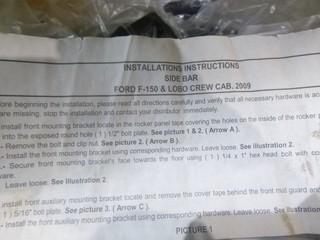 INSTALLATIONS INSTRUCTIONS
SIDE BAR
FORD F-150 & LOBO CREW CAB. 2009
ore beginning the installation, please read all directions carefully and verify that all necessary hardware is acc
are missing, stop the installation and contact your distributor immediately.
install front mounting bracket locate in the rocker panel tape covering the holes on the inside of the rocker p
into the exposed round hole ( 1 ) 1/2" bolt plate. See picture 1 & 2. ( Arrow A ).
- Remove the bolt and clip nut. See picture 2. ( Arrow B ).
- Install the front mounting bracket using corresponding hardware. Leave loose. See illustration 2.
- Secure front mounting bracket's face towards the floor using ( 1 ) 1/4 x 1" hex head bolt with co
ware.
Leave loose. See Illustration 2.
install front auxiliary mounting bracket locate and remove the cover tape behind the front mut guard and
( 1 ) 5/16" bolt plate. See picture 3. ( Arrow C ).
- Install the front auxiliary mounting bracket using corresponding hardware. Leave loose. See Illustration
PICTURE 1